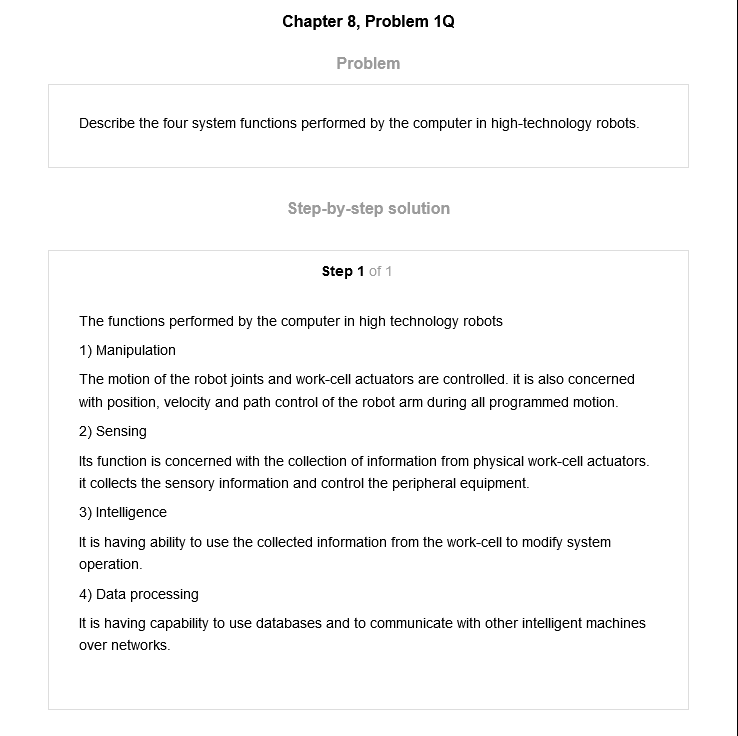 Chapter 8, Problem 1Q
Problem
Describe the four system functions performed by the computer in high-technology robots.
Step-by-step solution
Step 1 of 1
The functions performed by the computer in high technology robots
1) Manipulation
The motion of the robot joints and work-cell actuators are controlled. it is also concerned
with position, velocity and path control of the robot arm during all programmed motion.
2) Sensing
Its function is concerned with the collection of information from physical work-cell actuators.
it collects the sensory information and control the peripheral equipment.
3) Intelligence
It is having ability to use the collected information from the work-cell to modify system
operation.
4) Data processing
It is having capability to use databases and to communicate with other intelligent machines
over networks.